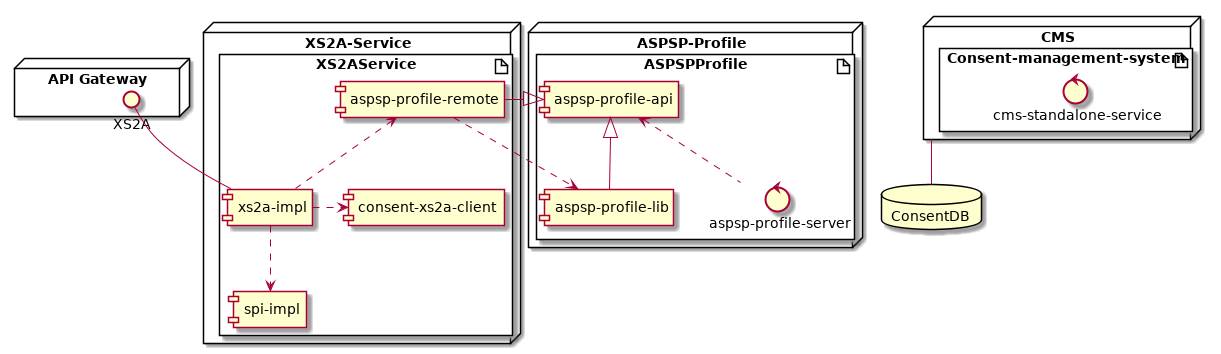 API Gateway
XS2A
XS2A-Service
XS2AService
aspsp-profile-remote
xs2a-impl
consent-xs2a-client
spi-impl
ASPSP-Profile
ASPSPProfile
aspsp-profile-api
aspsp-profile-lib
aspsp-profile-server
CMS
Consent-management-system
cms-standalone-service
ConsentDB